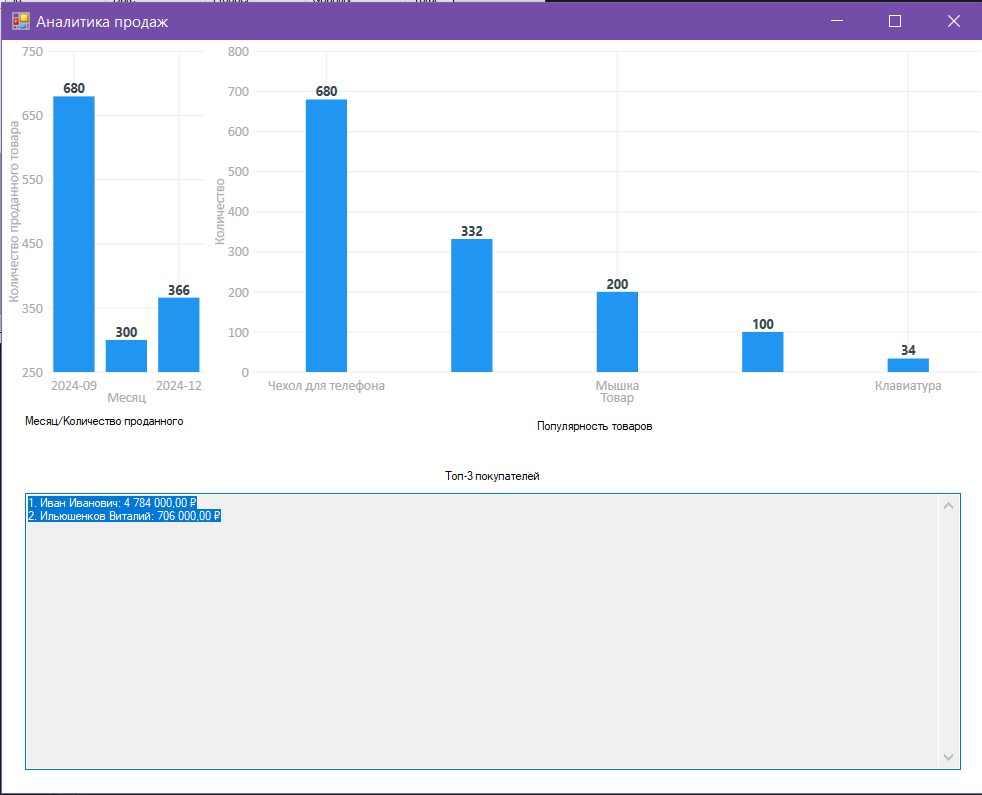 Аналитика продаж
750
650
550
450
350
250
Количество проданного товара
680
300
366
2024-09
2024-12
Месяц
Месяц/Количество проданного
800
700
600
500
400
300
200
100
0
Количество
680
332
200
100
34
Чехол для телефона
Мышка
Клавиатура
Товар
Популярность товаров
Топ-3 покупателей
1. Иван Иванович: 4 784 000,00 ₽
2. Ильюшенков Виталий: 706 000,00 ₽